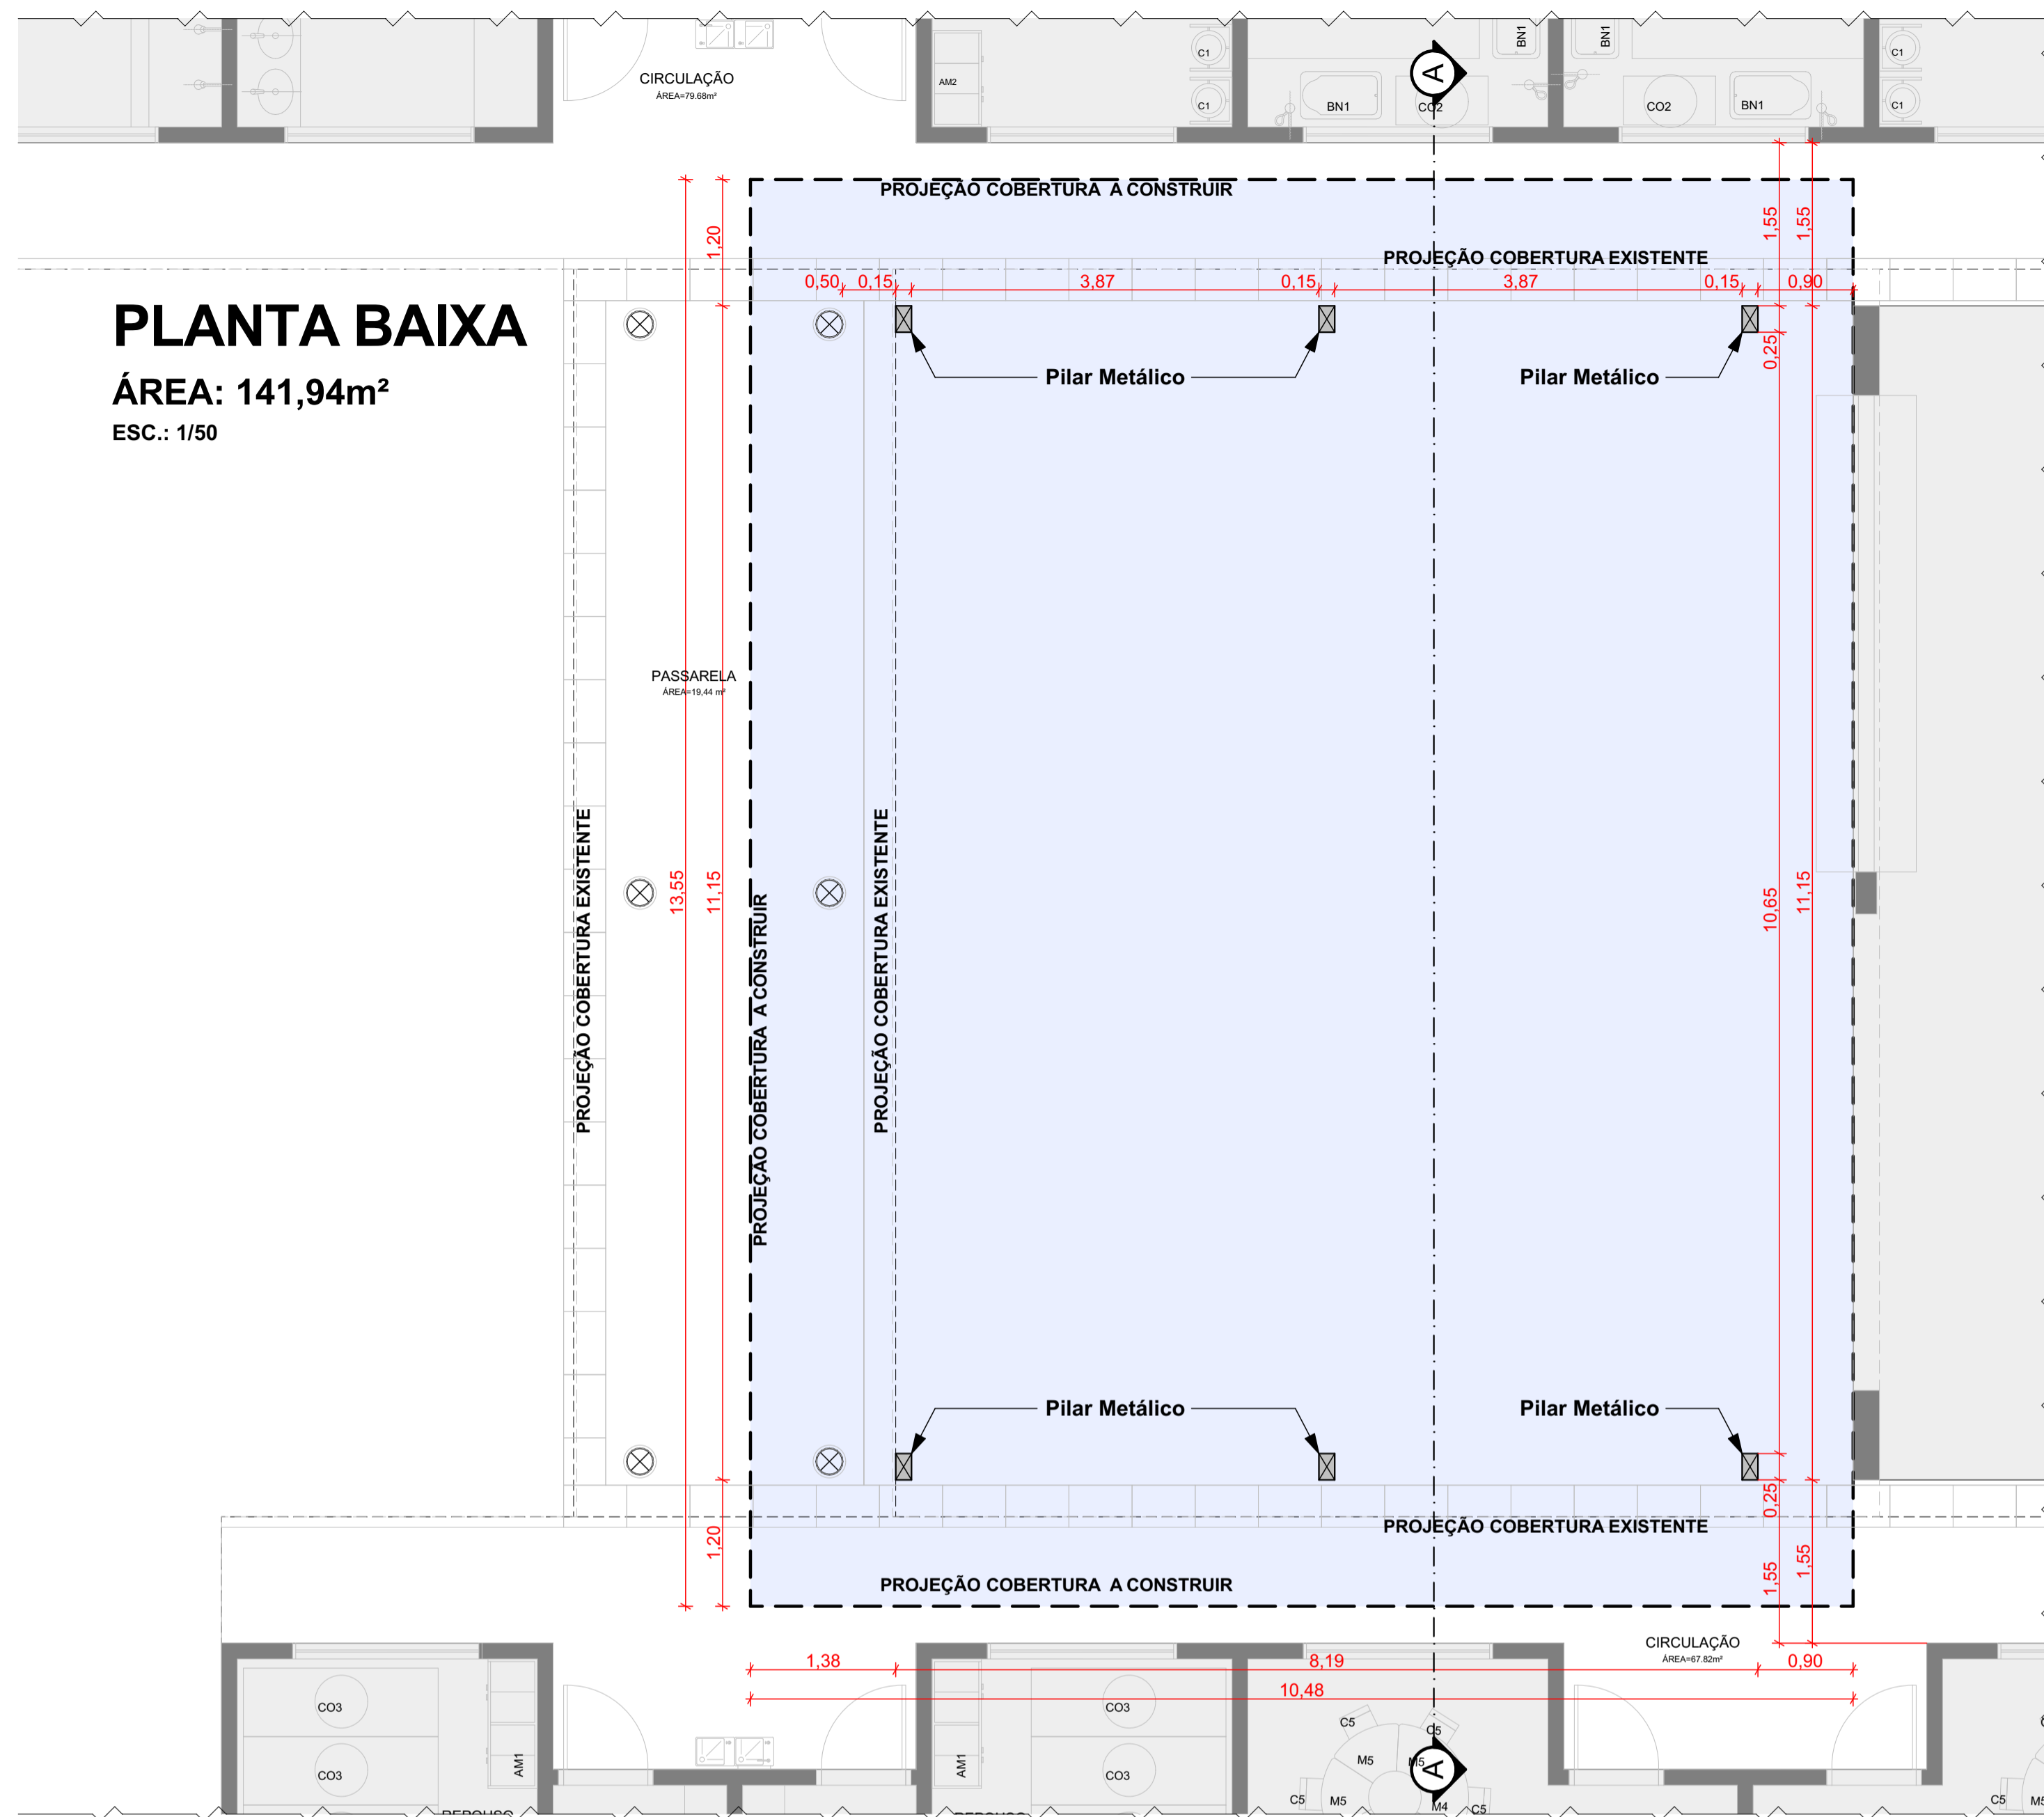 BN1
BN1
C1
C1
CIRCULAÇÃO
ÁREA=79.68m²
AM2
A
C1
BN1
CO2
CO2
BN1
C1
PROJEÇÃO COBERTURA A CONSTRUIR
1,20
1,55
1,55
PROJEÇÃO COBERTURA EXISTENTE
0,50
0,15
3,87
0,15
3,87
0,15
0,90
PLANTA BAIXA
ÁREA: 141,94m²
ESC.: 1/50
0,25
Pilar Metálico
Pilar Metálico
PASSARELA
ÁREA=19,44 m²
PROJEÇÃO COBERTURA EXISTENTE
13,55
11,15
PROJEÇÃO COBERTURA A CONSTRUIR
PROJEÇÃO COBERTURA EXISTENTE
10,65
11,15
Pilar Metálico
Pilar Metálico
0,25
1,20
PROJEÇÃO COBERTURA EXISTENTE
1,55
1,55
PROJEÇÃO COBERTURA A CONSTRUIR
CIRCULAÇÃO
ÁREA=67.82m²
1,38
8,19
0,90
10,48
CO3
CO3
C5
C5
M5
M5
A
CO3
AM1
AM1
CO3
C5
M5
M4
C5
C5
REPOUSO
REPOUSO